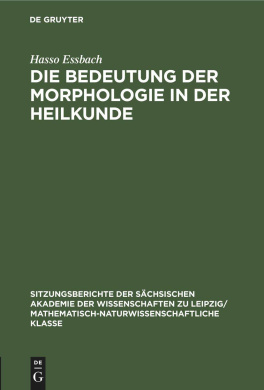 DE GRUYTER
Hasso Essbach
DIE BEDEUTUNG DER
MORPHOLOGIE IN DER
HEILKUNDE
SITZUNGSBERICHTE DER SÄCHSISCHEN
AKADEMIE DER WISSENSCHAFTEN ZU LEIPZIG/
MATHEMATISCH-NATURWISSENSCHAFTLICHE
KLASSE
DE
G